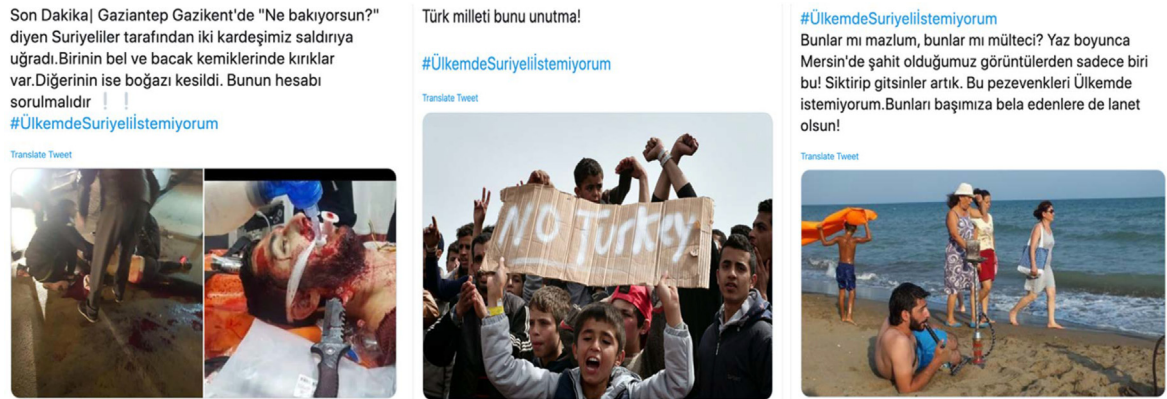 Son Dakika| Gaziantep Gazikent'de "Ne bakıyorsun?"
diyen Suriyeliler tarafından iki kardeşimiz saldırıya
uğradı.Birinin bel ve bacak kemiklerinde kırıklar
var.Diğerinin ise boğazı kesildi. Bunun hesabı
sorulmalıdır ❕ ❕
#ÜlkemdeSuriyeliİstemiyorum
Translate Tweet
Türk milleti bunu unutma!
#ÜlkemdeSuriyeliİstemiyorum
Translate Tweet
NO Turkey
#ÜlkemdeSuriyeliİstemiyorum
Bunlar mı mazlum, bunlar mı mülteci? Yaz boyunca
Mersin'de şahit olduğumuz görüntülerden sadece biri
bu! Siktirip gitsinler artık. Bu pezevenkleri Ülkemde
istemiyorum.Bunları başımıza bela edenlere de lanet
olsun!
Translate Tweet